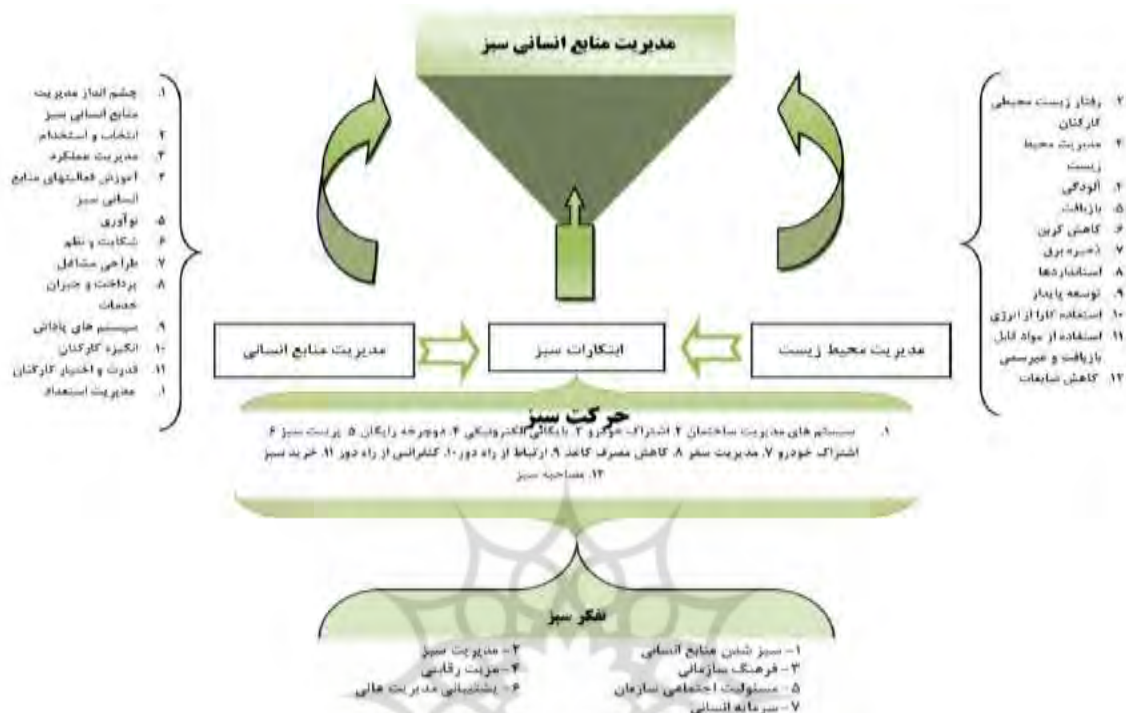 مدیریت منابع انسانی سبز
۱. چشم انداز مدیریت
منابع انسانی سبز
۲. انتخاب و استخدام
۳. مدیریت عملکرد
۴. آموزش فعالیتهای منابع
انسانی سبز
۵. نوآوری
۶. شکایت و نظم
۷. طراحی مشاغل
۸. پرداخت و جبران
خدمات
۹. سیستم های پاداش
۱۰. انگیزه کارکنان
۱۱. قدرت و اختیار کارکنان
۱. مدیریت استعداد
۲. رفتار زیست محیطی
کارکنان
۳. مدیریت محیط
زیست
۴. آلودگی
۵. بازیافت
۶. کاهش کربن
۷. ذخیره برق
۸. استانداردها
۹. توسعه پایدار
۱۰. استفاده کارا از انرژی
۱۱. استفاده از مواد قابل
بازیافت و غیررسمی
۱۲. کاهش ضایعات
مدیریت محیط زیست
ابتکارات سبز
مدیریت منابع انسانی
حرکت سبز
۱. سیستم های مدیریت ساختمان ۲. اشتراک خودرو ۳. بایگانی الکترونیکی ۴. دوچرخه رایگان ۵. پرینت سبز ۶
اشتراک خودرو ۷. مدیریت سفر ۸. کاهش مصرف کاغذ ۹. ارتباط از راه دور ۱۰. کنفرانس از راه دور ۱۱. خرید سبز
۱۲. مصاحبه سبز
تفکر سبز
۱- سبز شدن منابع انسانی ۲- مدیریت سبز
۳- فرهنگ سازمانی ۴- مزیت رقابتی
۵- مسئولیت اجتماعی سازمان ۶- پشتیبانی مدیریت عالی
۷- سرمایه انسانی